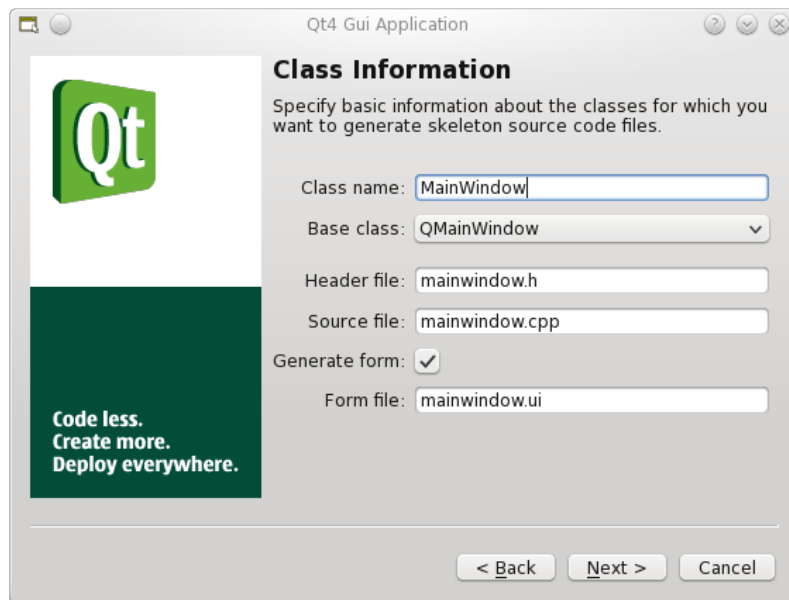 Qt4 Gui Application
Qt
Class Information
Specify basic information about the classes for which you
want to generate skeleton source code files.
Class name: MainWindow
Base class: QMainWindow
Header file: mainwindow.h
Source file: mainwindow.cpp
Generate form:
Form file: mainwindow.ui
Code less.
Create more.
Deploy everywhere.
< Back Next > Cancel